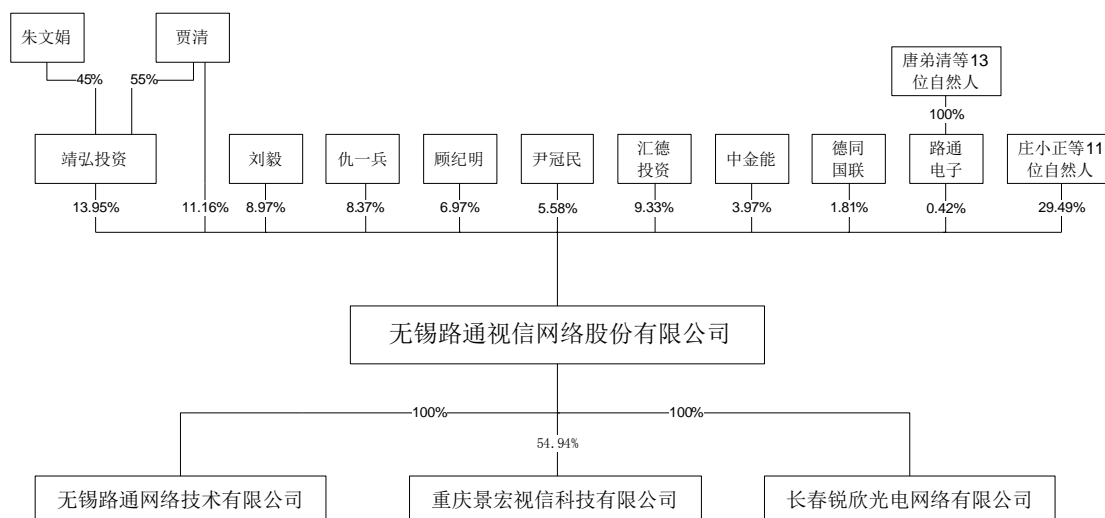 朱文娟
贾清
45%
55%
唐弟清等13
位自然人
100%
靖弘投资
刘毅
仇一兵
顾纪明
尹冠民
汇德
投资
中金能
德同
国联
路通
电子
庄小正等11
位自然人
13.95%
11.16%
8.97%
8.37%
6.97%
5.58%
9.33%
3.97%
1.81%
0.42%
29.49%
无锡路通视信网络股份有限公司
100%
100%
54.94%
无锡路通网络技术有限公司
重庆景宏视信科技有限公司
长春锐欣光电网络有限公司